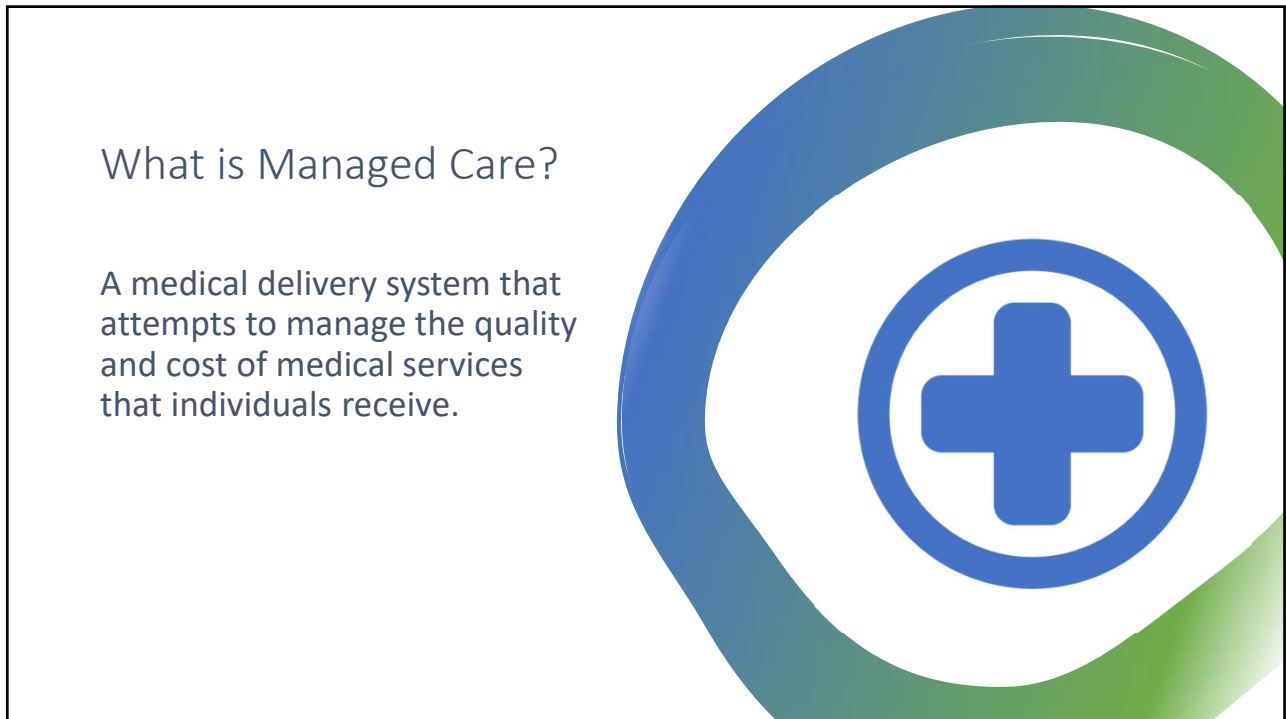 What is Managed Care?
A medical delivery system that
attempts to manage the quality
and cost of medical services
that individuals receive.